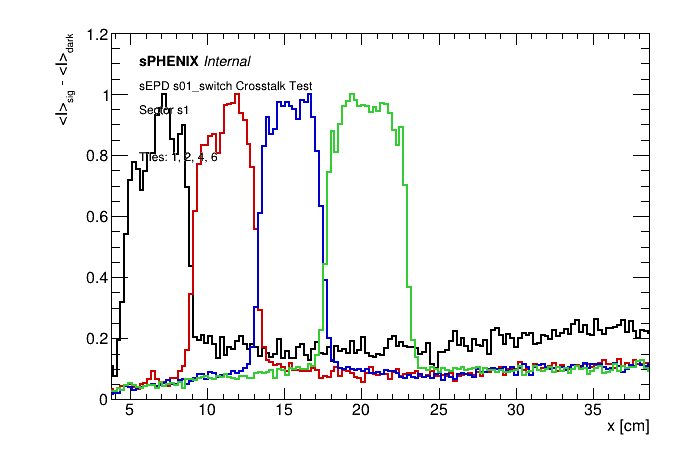 <I>sig - <I>dark
1.2
1
0.8
0.6
0.4
0.2
0
sPHENIX Internal
sEPD s01_switch Crosstalk Test
Sector s1
Tiles: 1, 2, 4, 6
5 10 15 20 25 30 35
x [cm]